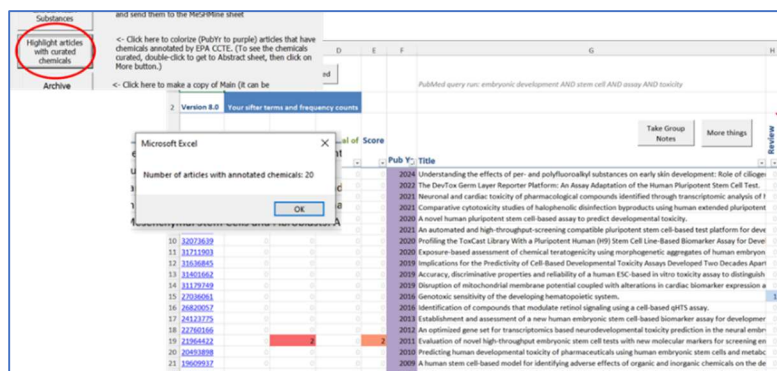 Substances
and send them to the MeSHMine sheet
Highlight articles
with curated
chemicals
<- Click here to colorize (PubYr to purple) articles that have
chemicals annotated by EPA CCTE. (To see the chemicals
curated, double-click to get to Abstract sheet, then click on
More button.)
Archive
<- Click here to make a copy of Main (it can be
D E F G H
PubMed query run: embryonic development AND stem cell AND assay AND toxicity
2 Version 8.0 Your sifter terms and frequency counts
Take Group
Notes
More things
Review
al of Score
Pub Yr Title
Microsoft Excel
Number of articles with annotated chemicals: 20
OK
2024 Understanding the effects of per- and polyfluoroalkyl substances on early skin development: Role of ciliogen
2022 The DevTox Germ Layer Reporter Platform: An Assay Adaptation of the Human Pluripotent Stem Cell Test.
2021 Neuronal and cardiac toxicity of pharmacological compounds identified through transcriptomic analysis of h
2021 Comparative cytotoxicity studies of halophenolic disinfection byproducts using human extended pluripotent
2020 A novel human pluripotent stem cell-based assay to predict developmental toxicity.
2021 An automated and high-throughput-screening compatible pluripotent stem cell-based test platform for deve
10 32073639 2020 Profiling the ToxCast Library With a Pluripotent Human (H9) Stem Cell Line-Based Biomarker Assay for Devel
11 31711903 2020 Exposure-based assessment of chemical teratogenicity using morphogenetic aggregates of human embryon
12 31636845 2019 Implications for the Predictivity of Cell-Based Developmental Toxicity Assays Developed Two Decades Apart
13 31401662 2019 Accuracy, discriminative properties and reliability of a human ESC-based in vitro toxicity assay to distinguish
14 31179749 2019 Disruption of mitochondrial membrane potential coupled with alterations in cardiac biomarker expression a
15 27036061 2016 Genotoxic sensitivity of the developing hematopoietic system. 1
16 26820057 2016 Identification of compounds that modulate retinol signaling using a cell-based qHTS assay.
17 24123775 2013 Establishment and assessment of a new human embryonic stem cell-based biomarker assay for developmen
18 22760166 2012 An optimized gene set for transcriptomics based neurodevelopmental toxicity prediction in the neural embry
19 21964422 2 2 2011 Evaluation of novel high-throughput embryonic stem cell tests with new molecular markers for screening em
20 20493898 2010 Predicting human developmental toxicity of pharmaceuticals using human embryonic stem cells and metabo
21 19609937 2009 A human stem cell-based model for identifying adverse effects of organic and inorganic chemicals on the de